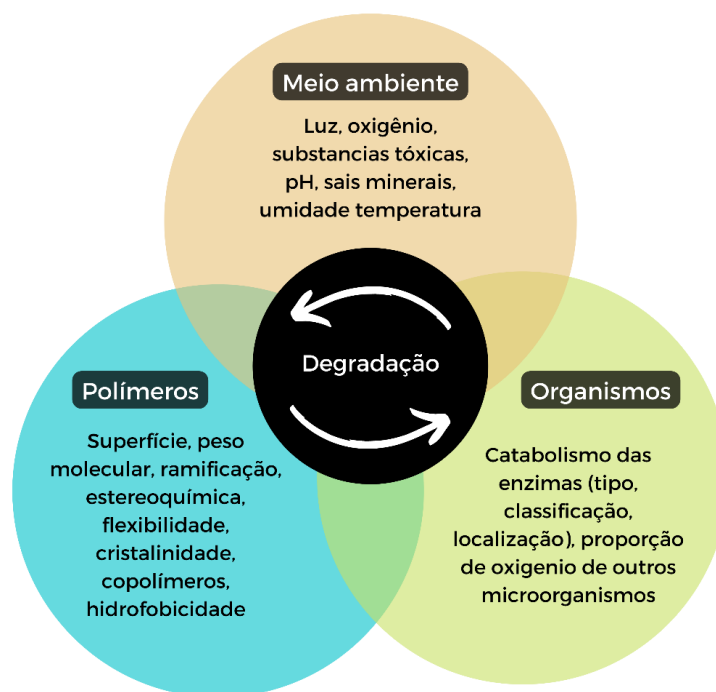 Meio ambiente
Luz, oxigênio,
substancias tóxicas,
pH, sais minerais,
umidade temperatura
Degradação
Polímeros
Superfície, peso
molecular, ramificação,
estereoquímica,
flexibilidade,
cristalinidade,
copolímeros,
hidrofobicidade
Organismos
Catabolismo das
enzimas (tipo,
classificação,
localização), proporção
de oxigenio de outros
microorganismos